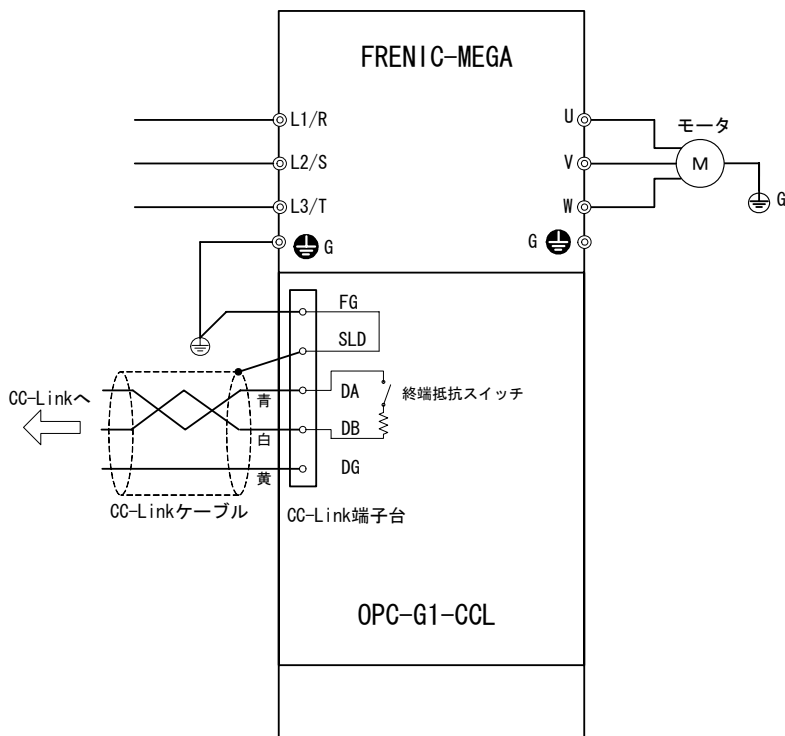 FRENIC-MEGA
L1/R
L2/S
L3/T
G
U
V
W
G
モータ
M
G
FG
SLD
DA
DB
DG
終端抵抗スイッチ
CC-Linkへ
青
白
黄
CC-Linkケーブル
CC-Link端子台
OPC-G1-CCL